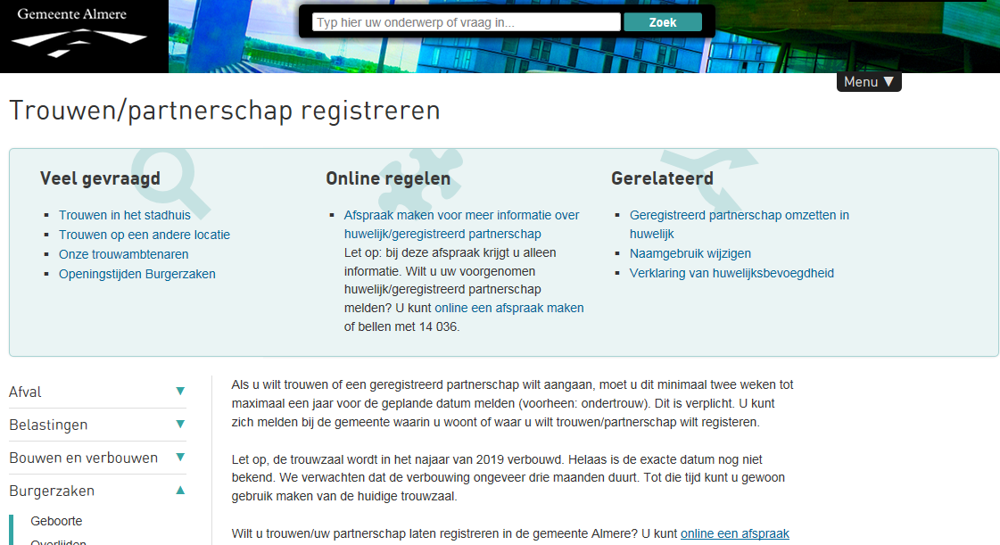 Gemeente Almere
Typ hier uw onderwerp of vraag in...
Zoek
Menu ▼
Trouwen/partnerschap registreren
Veel gevraagd
Trouwen in het stadhuis
Trouwen op een andere locatie
Onze trouwambtenaren
Openingstijden Burgerzaken
Online regelen
Afspraak maken voor meer informatie over
huwelijk/geregistreerd partnerschap
Let op: bij deze afspraak krijgt u alleen
informatie. Wilt u uw voorgenomen
huwelijk/geregistreerd partnerschap
melden? U kunt online een afspraak maken
of bellen met 14 036.
Gerelateerd
Geregistreerd partnerschap omzetten in
huwelijk
Naamgebruik wijzigen
Verklaring van huwelijksbevoegdheid
Afval
Belastingen
Bouwen en verbouwen
Burgerzaken
Geboorte
Overlijden
Als u wilt trouwen of een geregistreerd partnerschap wilt aangaan, moet u dit minimaal twee weken tot
maximaal een jaar voor de geplande datum melden (voorheen: ondertrouw). Dit is verplicht. U kunt
zich melden bij de gemeente waarin u woont of waar u wilt trouwen/partnerschap wilt registeren.
Let op, de trouwzaal wordt in het najaar van 2019 verbouwd. Helaas is de exacte datum nog niet
bekend. We verwachten dat de verbouwing ongeveer drie maanden duurt. Tot die tijd kunt u gewoon
gebruik maken van de huidige trouwzaal.
Wilt u trouwen/uw partnerschap laten registreren in de gemeente Almere? U kunt online een afspraak